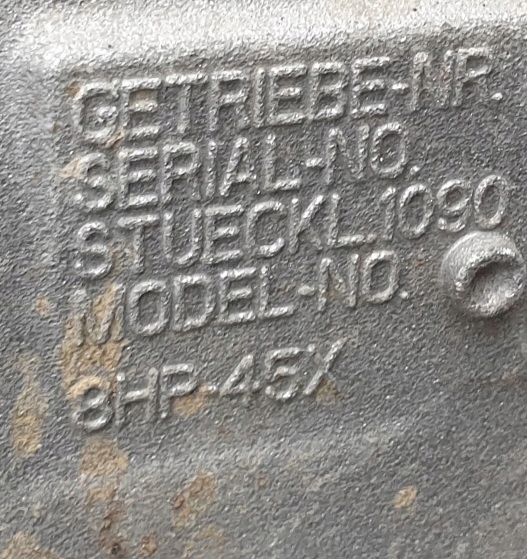 GETRIEBE-NR.
SERIAL-NO.
STUECKL.1090
MODEL-NO.
8HP-45X